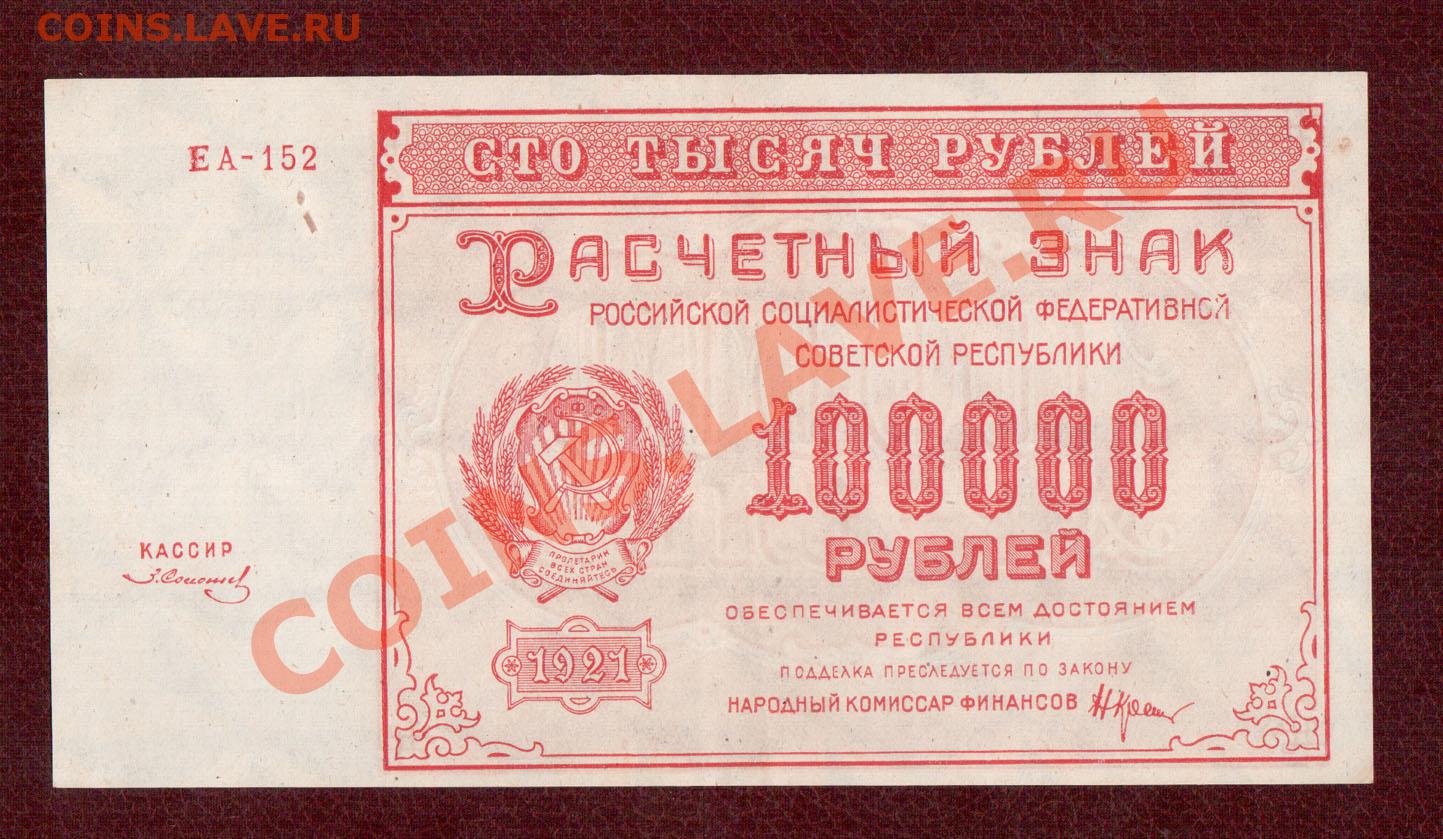 COINS.LAVE.RU
ЕА-152
СТО ТЫСЯЧ РУБЛЕЙ
РАСЧЕТНЫЙ ЗНАК
РОССИЙСКОЙ СОЦИАЛИСТИЧЕСКОЙ ФЕДЕРАТИВНОЙ
СОВЕТСКОЙ РЕСПУБЛИКИ
COINS.LAVE.RU
100000
РУБЛЕЙ
ПРОЛЕТАРИИ
ВСЕХ СТРАН
СОЕДИНЯЙТЕСЬ
КАССИР
1921
ОБЕСПЕЧИВАЕТСЯ ВСЕМ ДОСТОЯНИЕМ
РЕСПУБЛИКИ
ПОДДЕЛКА ПРЕСЛЕДУЕТСЯ ПО ЗАКОНУ
НАРОДНЫЙ КОМИССАР ФИНАНСОВ